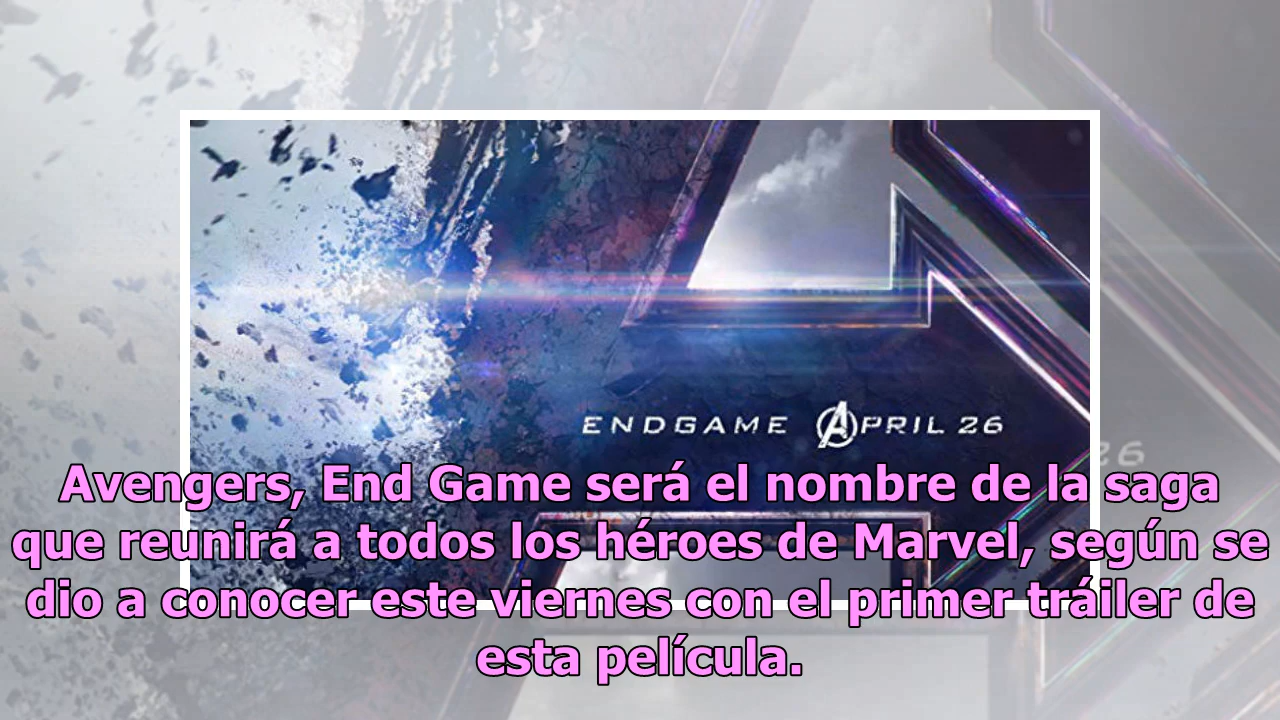 ENDGAME APRIL 26
26
Avengers, End Game será el nombre de la saga
que reunirá a todos los héroes de Marvel, según se
dio a conocer este viernes con el primer tráiler de
esta película.